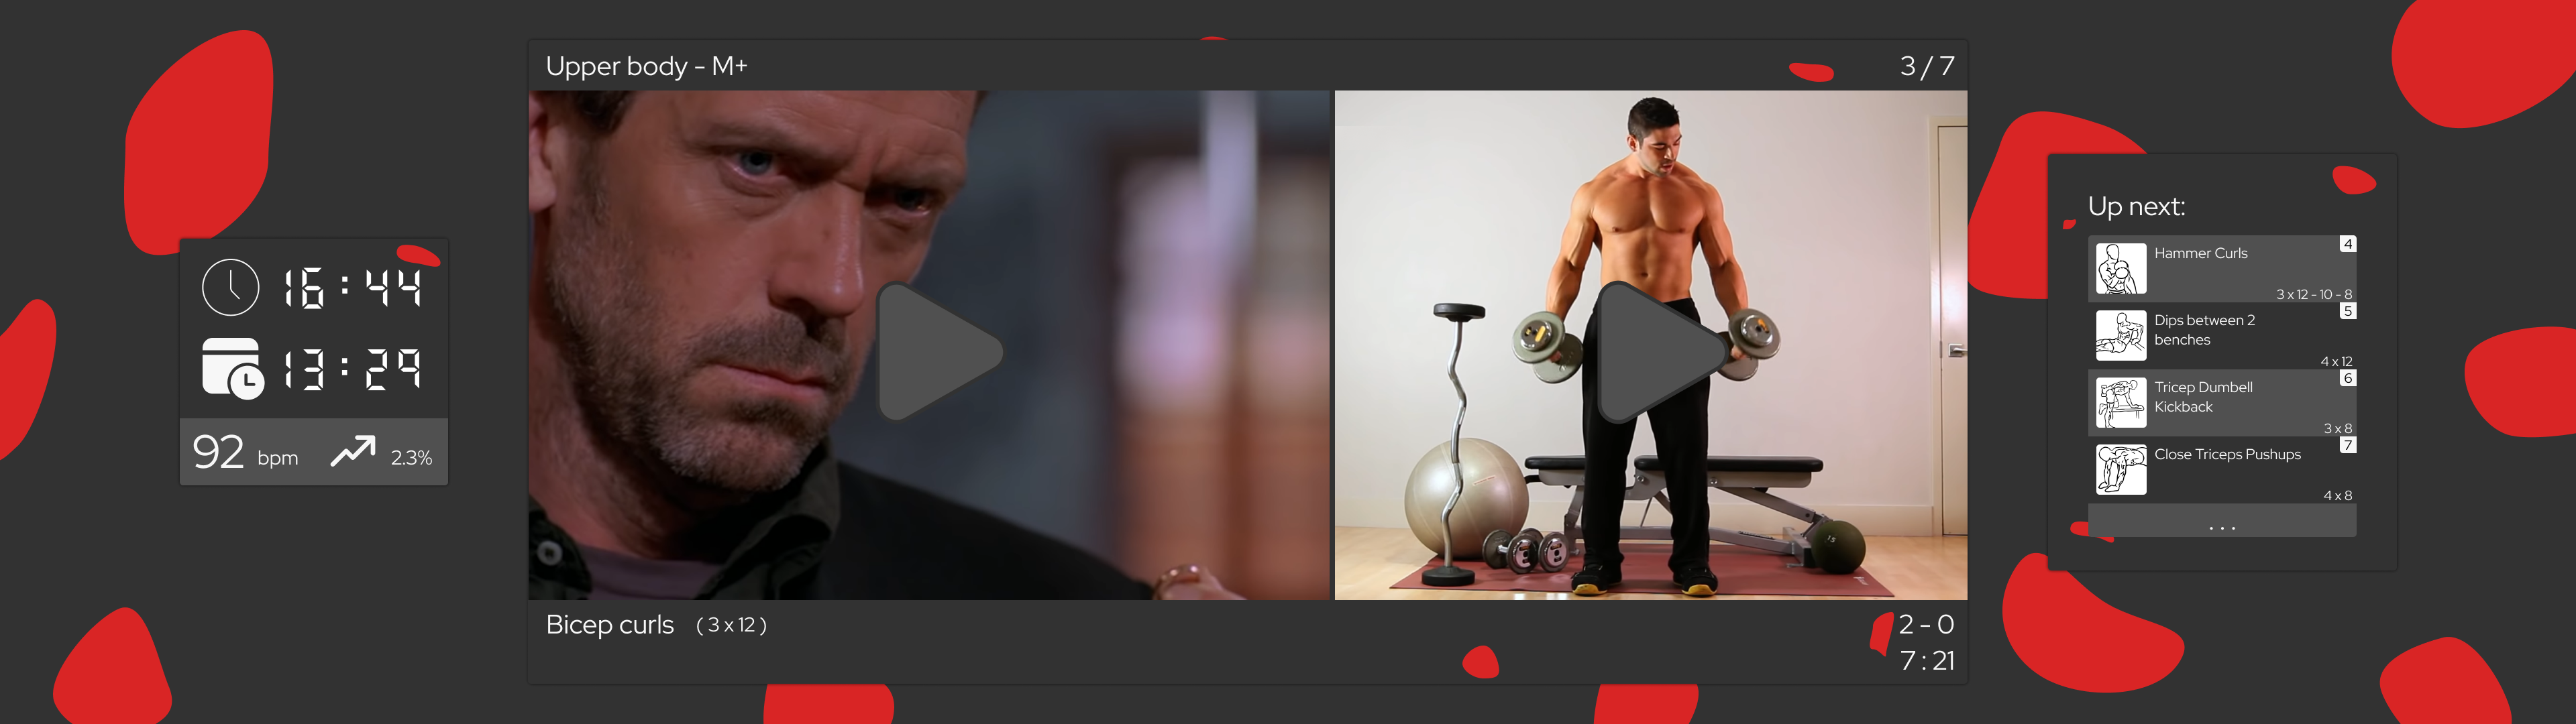 16:44
13:29
92 bpm 2.3%
Upper body - M+
3 / 7
Bicep curls ( 3 x 12 )
2 - 0
7 : 21
Up next:
4
Hammer Curls
3 x 12 - 10 - 8
5
Dips between 2
benches
4 x 12
6
Tricep Dumbell
Kickback
3 x 8
7
Close Triceps Pushups
4 x 8
...